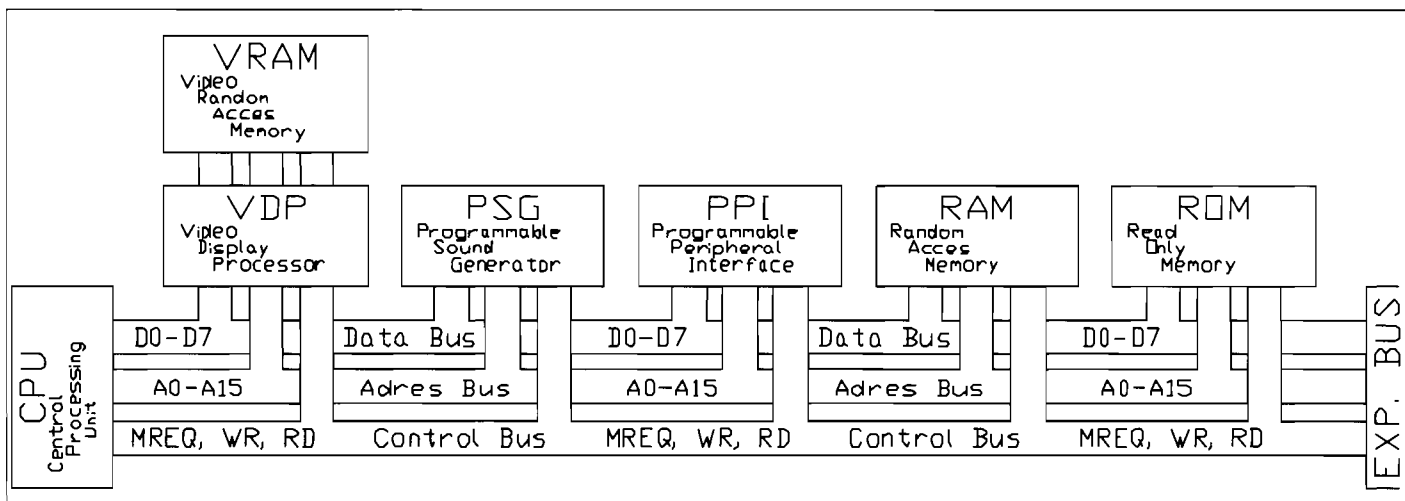 VRAM
Video
Random
Acces
Memory
VDP
Video
Display
Processor
PSG
Programmable
Sound
Generator
PPI
Programmable
Peripheral
Interface
RAM
Random
Acces
Memory
ROM
Read
Only
Memory
CPU
Central
Processing
Unit
D0-D7 Data Bus D0-D7 Data Bus D0-D7
A0-A15 Adres Bus A0-A15 Adres Bus A0-A15
MREQ, WR, RD Control Bus MREQ, WR, RD Control Bus MREQ, WR, RD
EXP. BUS